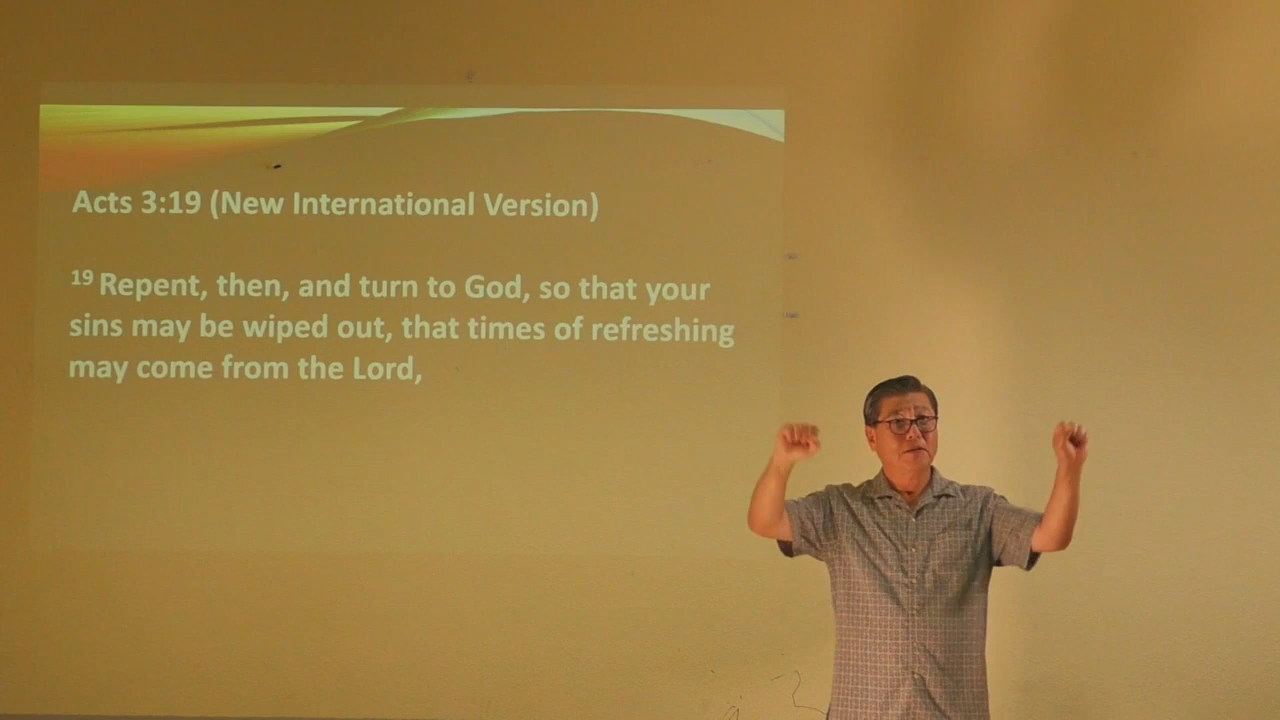 Acts 3:19 (New International Version)
19 Repent, then, and turn to God, so that your
sins may be wiped out, that times of refreshing
may come from the Lord,